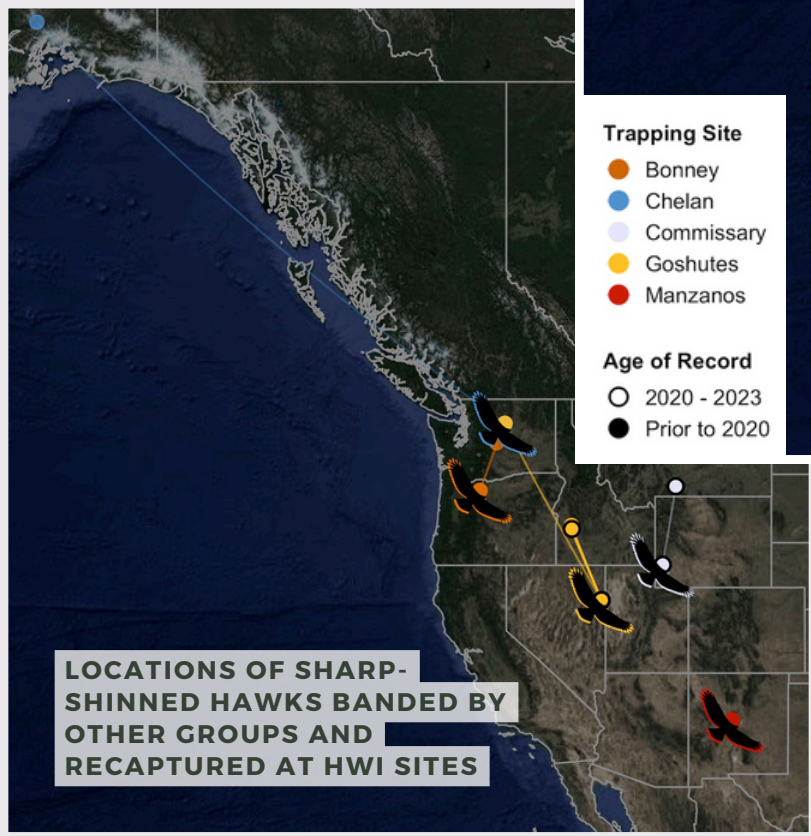 Trapping Site
Bonney
Chelan
Commissary
Goshutes
Manzanos
Age of Record
2020 - 2023
Prior to 2020
LOCATIONS OF SHARP-
SHINNED HAWKS BANDED BY
OTHER GROUPS AND
RECAPTURED AT HWI SITES